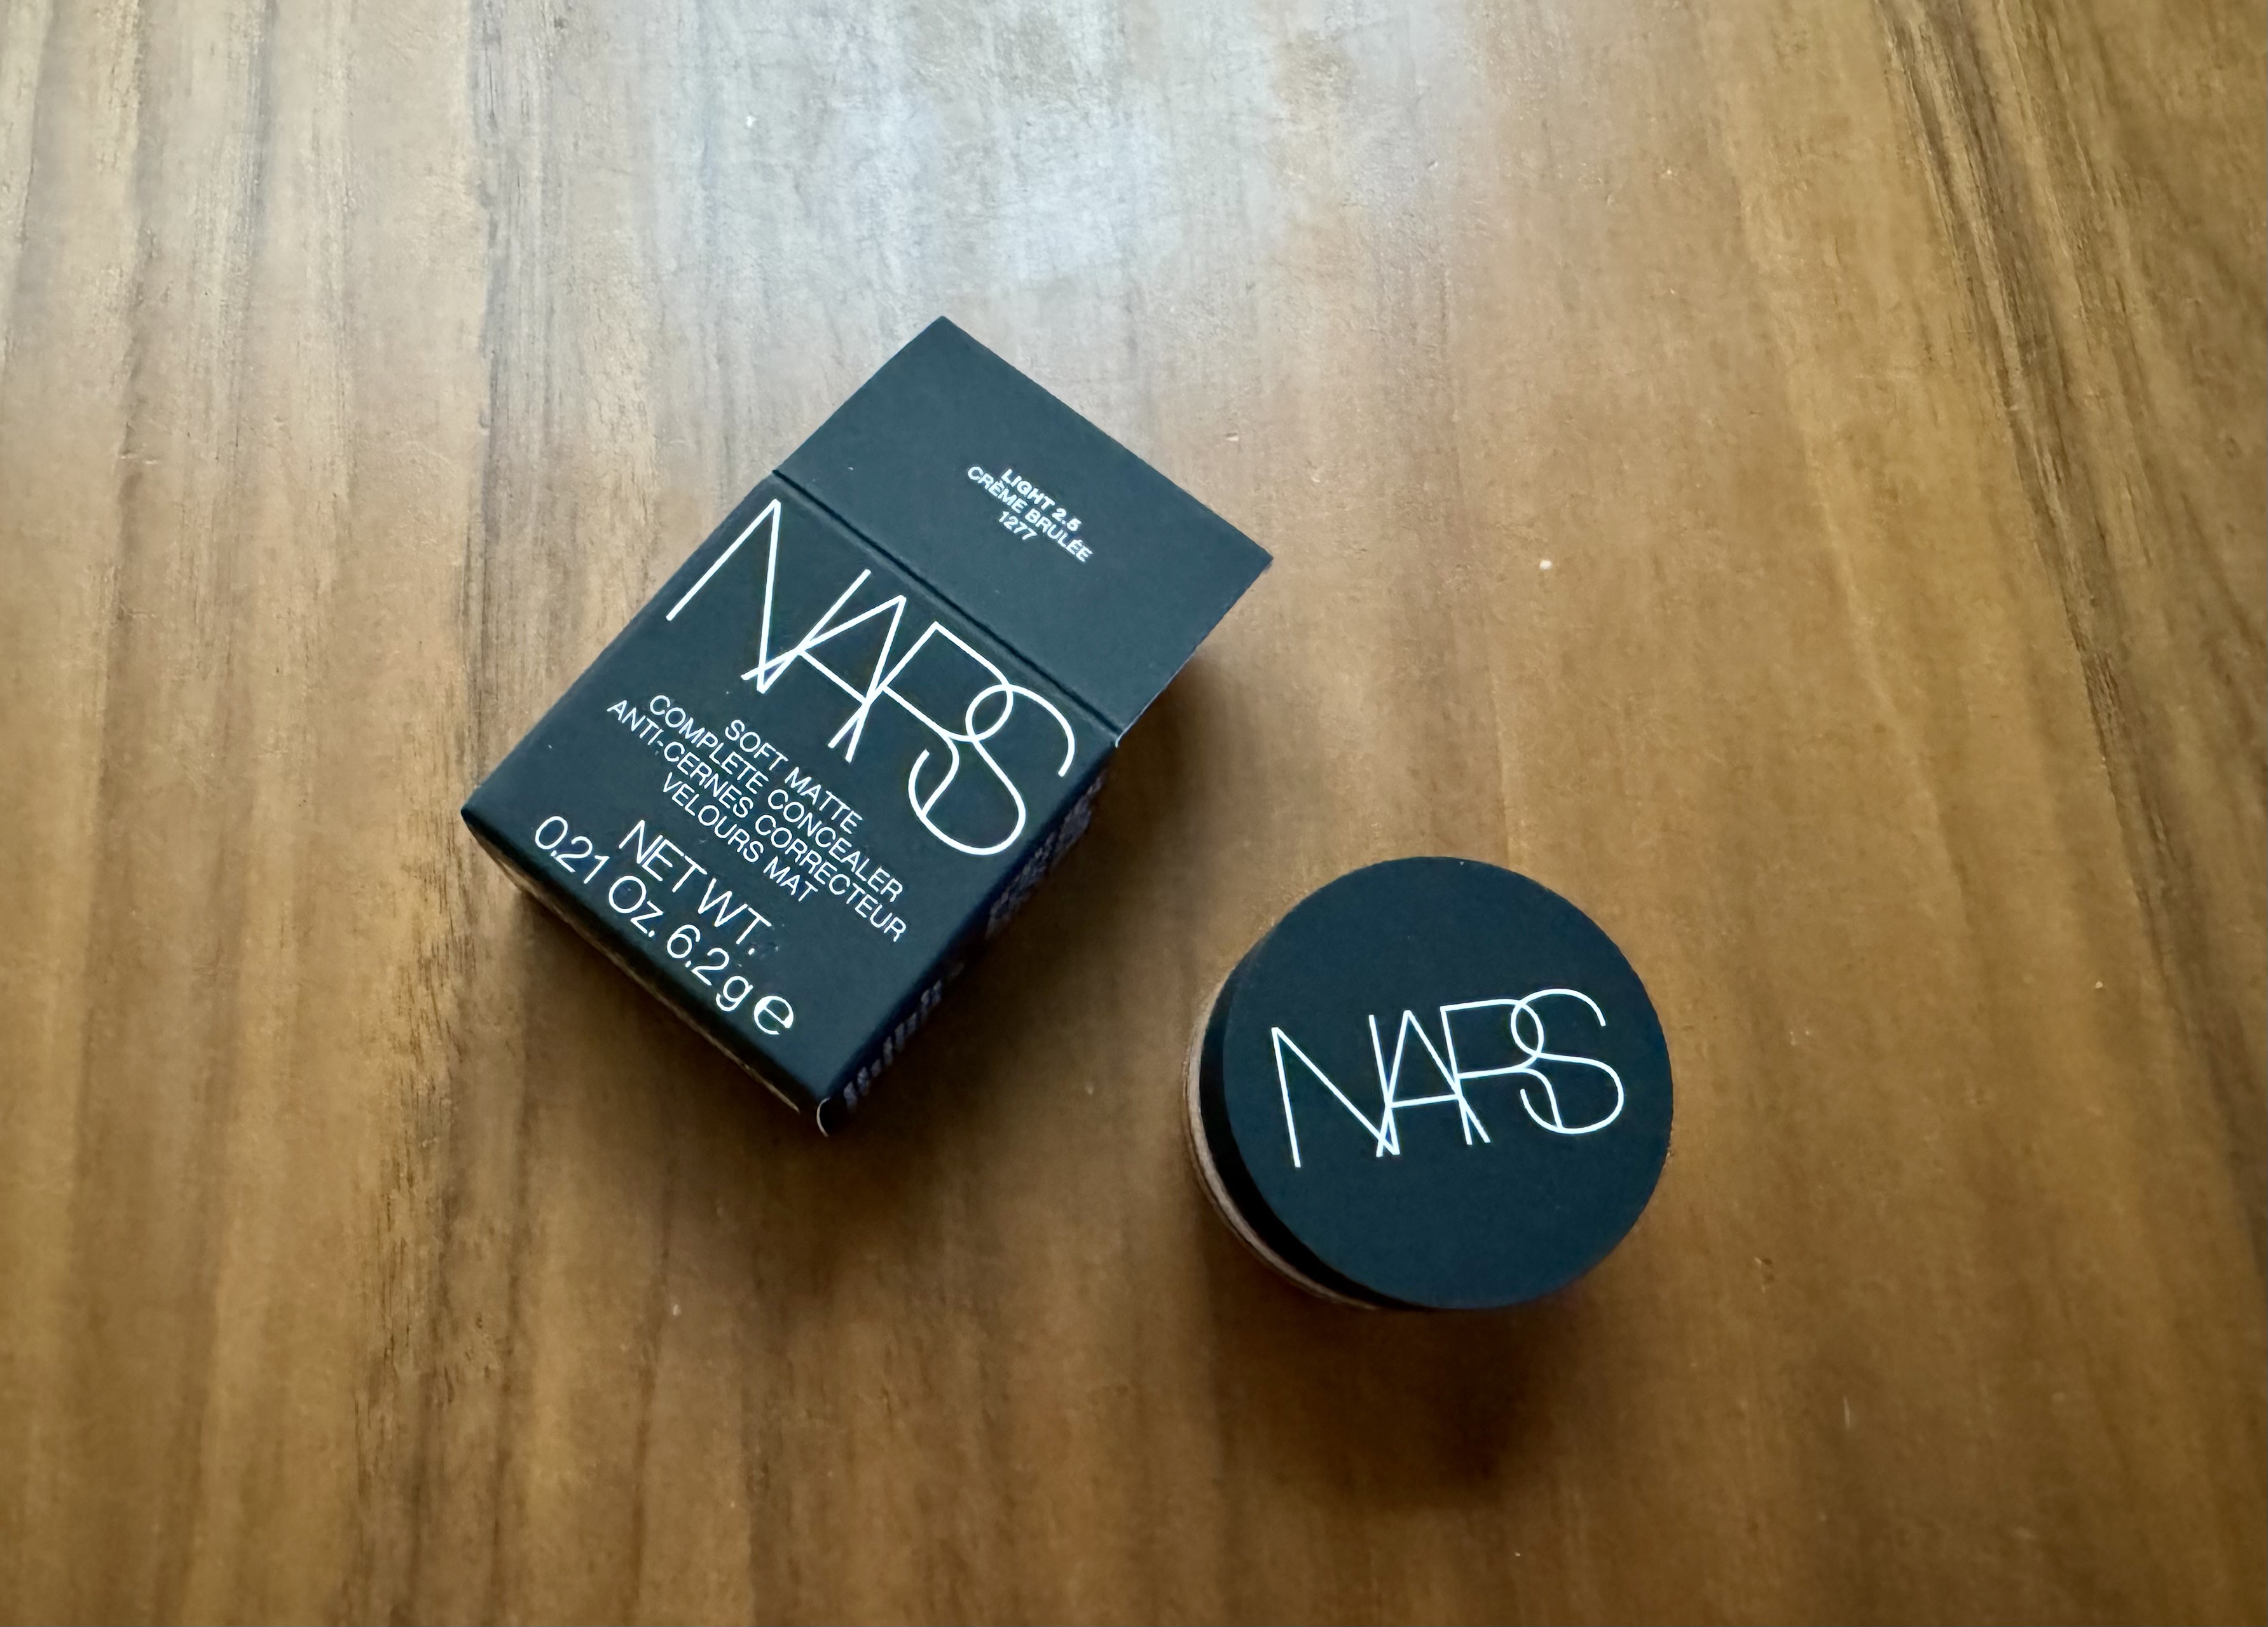 LIGHT 2.5
CRÈME BRULÉE
1277
NARS
SOFT MATTE
COMPLETE CONCEALER
ANTI-CERNES CORRECTEUR
VELOURS MAT
NET WT.
0.21 Oz. 6.2g e
NARS